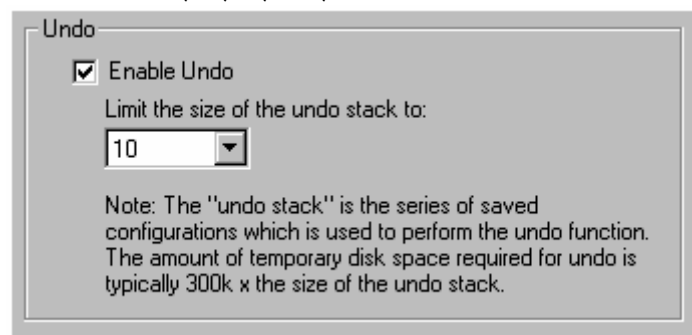 Undo
Enable Undo
Limit the size of the undo stack to:
10
Note: The "undo stack" is the series of saved
configurations which is used to perform the undo function.
The amount of temporary disk space required for undo is
typically 300k x the size of the undo stack.